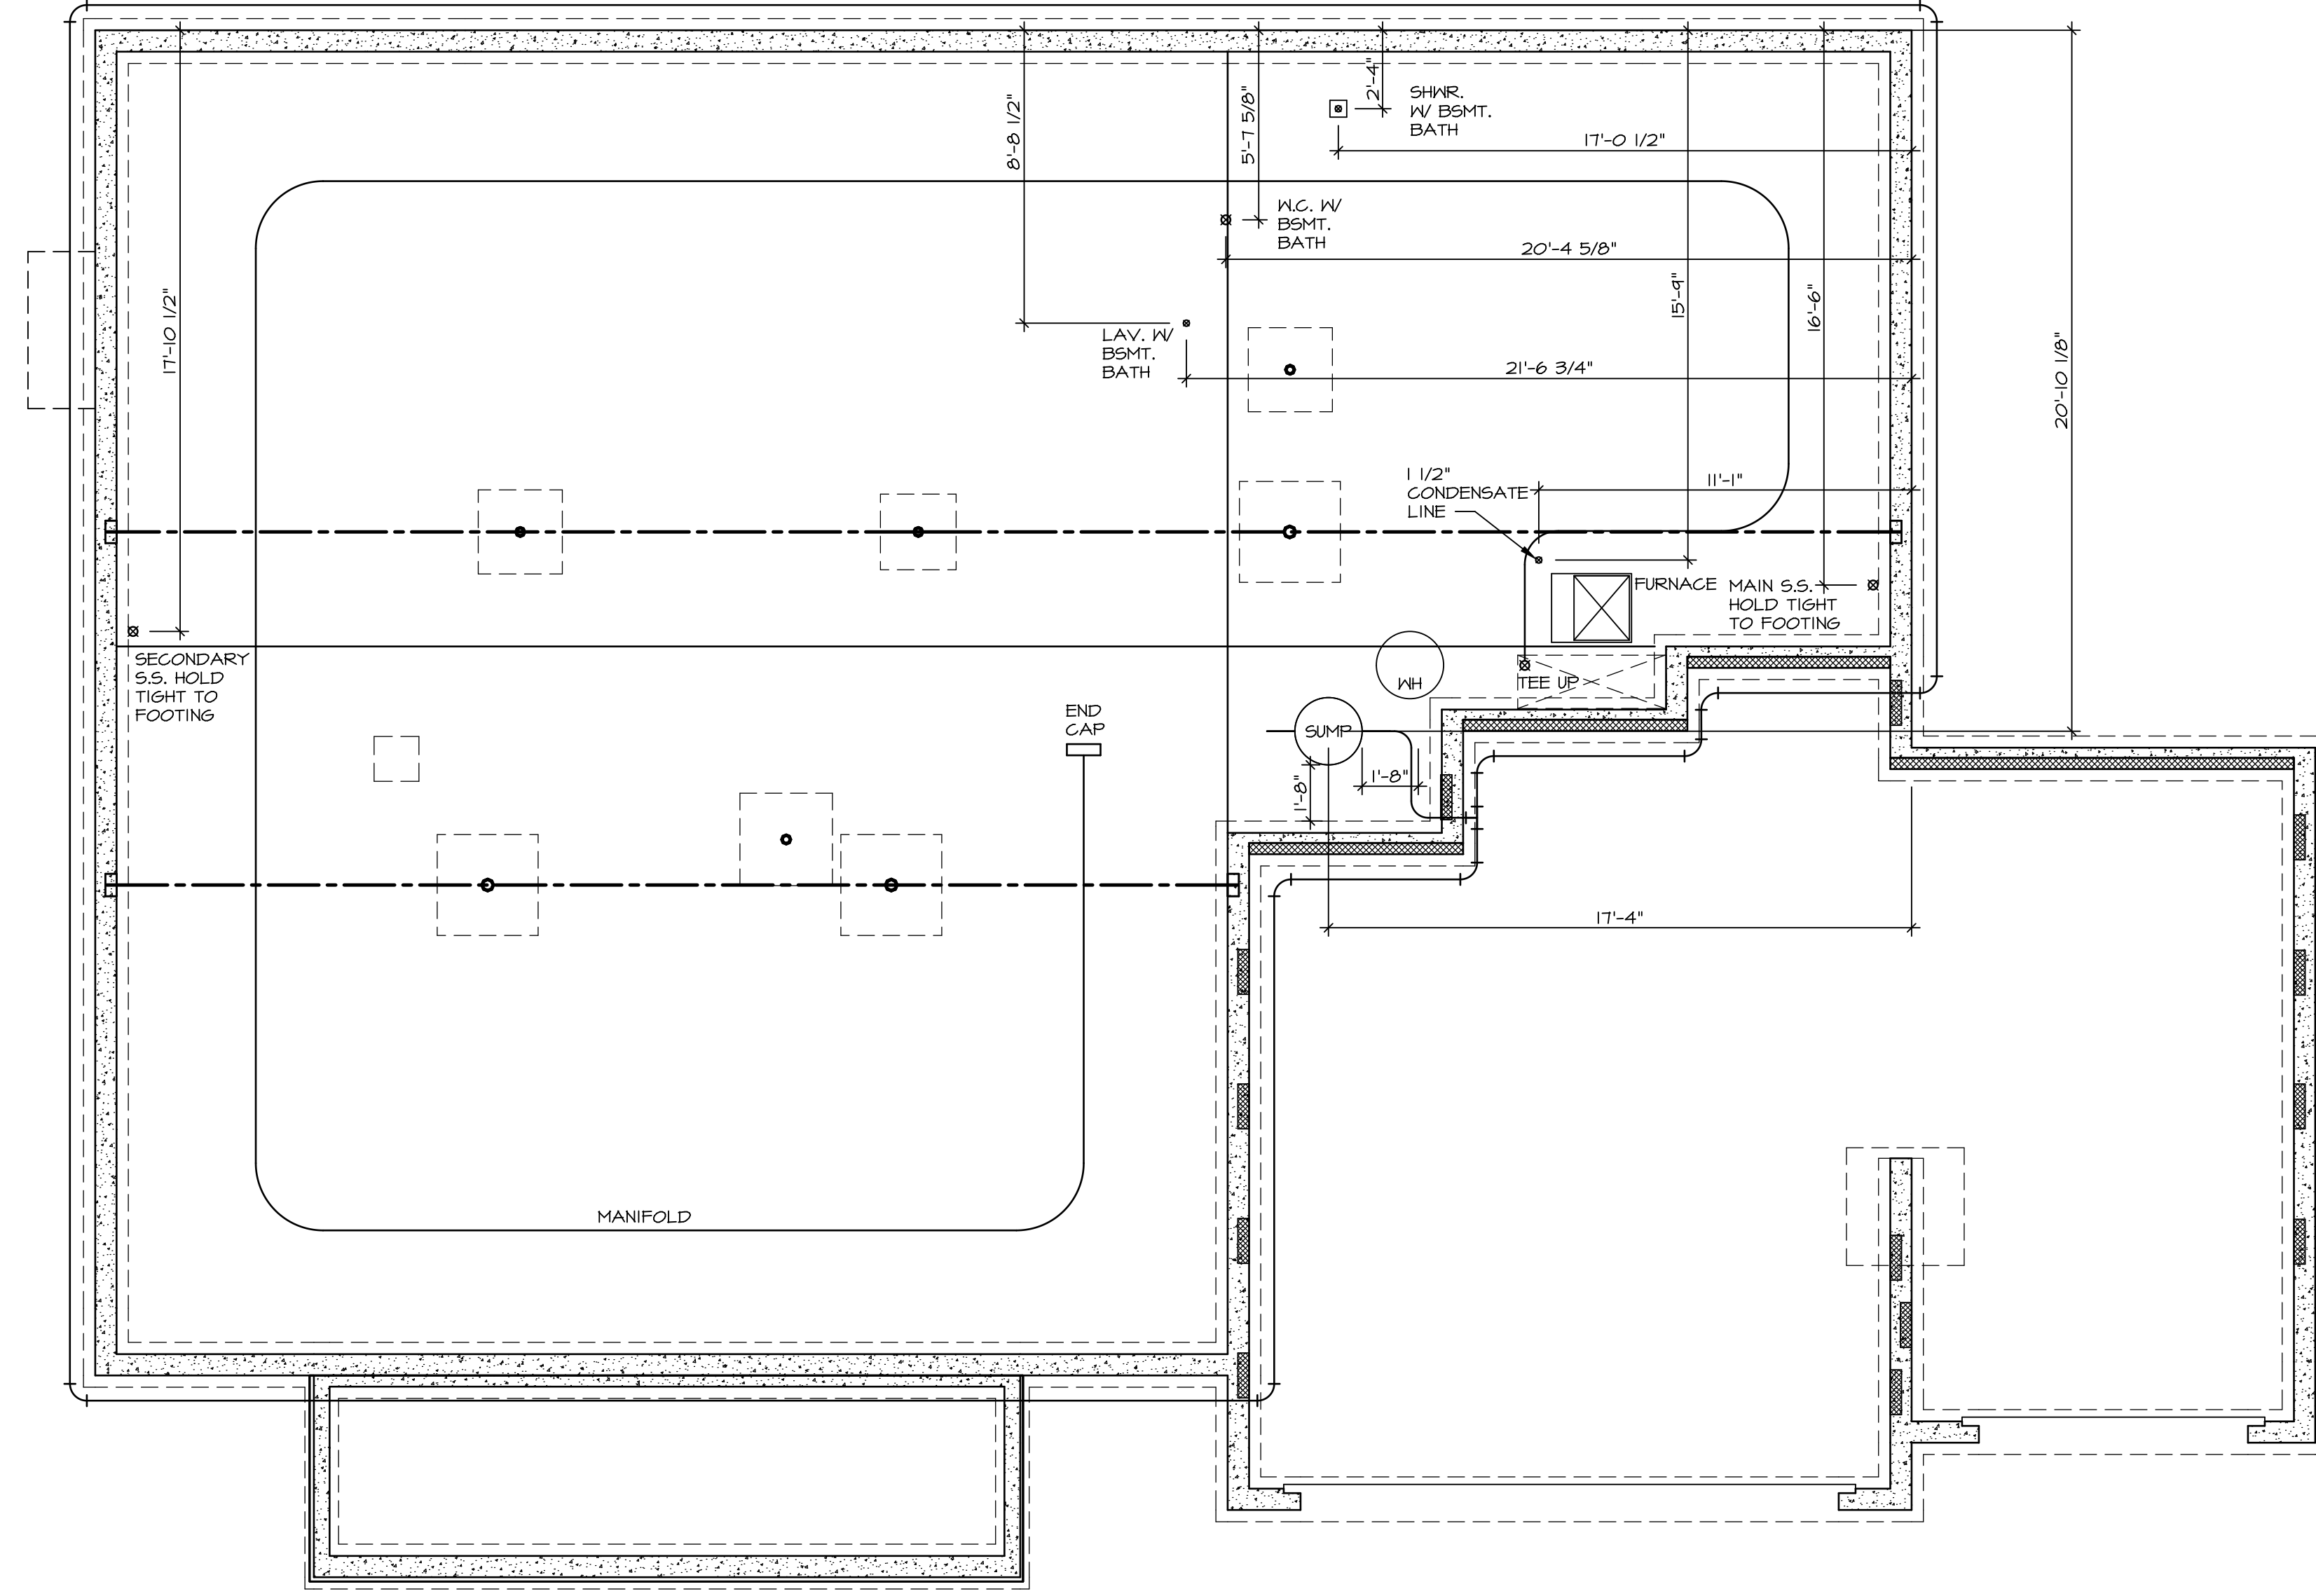 2'-4"
SHWR.
W/ BSMT.
BATH
17'-0 1/2"
8'-8 1/2"
5'-7 5/8"
W.C. W/
BSMT.
BATH
20'-4 5/8"
17'-10 1/2"
15'-9"
16'-6"
20'-10 1/8"
LAV. W/
BSMT.
BATH
21'-6 3/4"
1 1/2"
CONDENSATE
LINE
11'-1"
FURNACE
MAIN S.S.
HOLD TIGHT
TO FOOTING
SECONDARY
S.S. HOLD
TIGHT TO
FOOTING
WH
TEE UP
END
CAP
SUMP
1'-8"
1'-8"
17'-4"
MANIFOLD